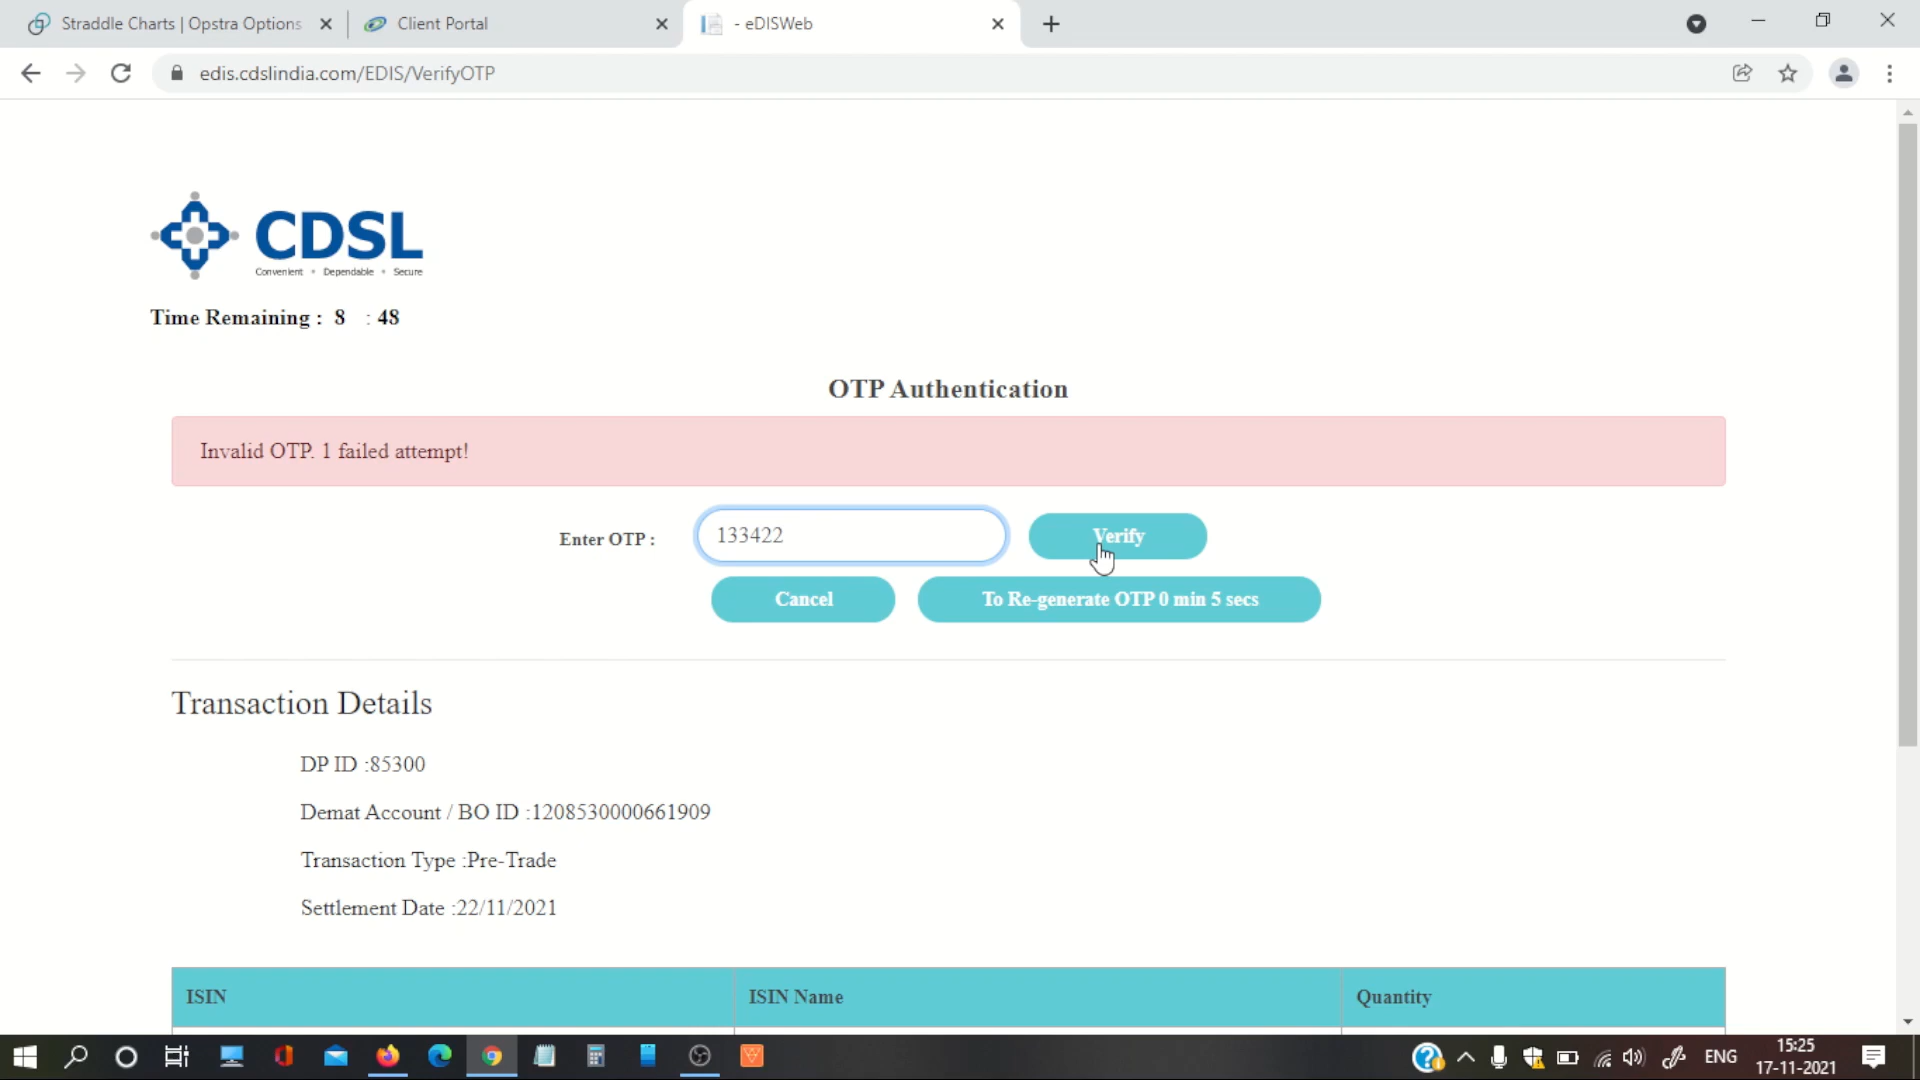 Straddle Charts | Opstra Options
Client Portal
- eDISWeb
edis.cdslindia.com/EDIS/VerifyOTP
CDSL
Convenient • Dependable • Secure
Time Remaining : 8 : 48
OTP Authentication
Invalid OTP. 1 failed attempt!
Enter OTP : 133422 Verify
Cancel To Re-generate OTP 0 min 5 secs
Transaction Details
DP ID :85300
Demat Account / BO ID :1208530000661909
Transaction Type :Pre-Trade
Settlement Date :22/11/2021
ISIN ISIN Name Quantity
ENG
15:25
17-11-2021